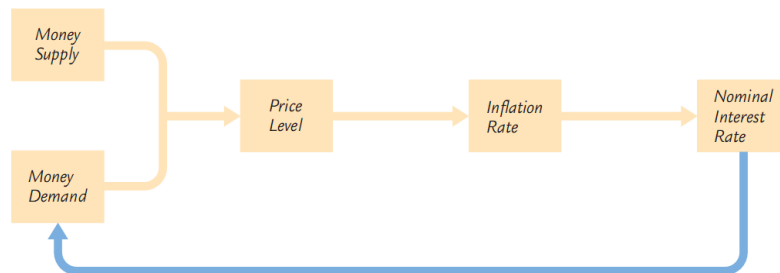 Money
Supply
Price
Level
Inflation
Rate
Nominal
Interest
Rate
Money
Demand